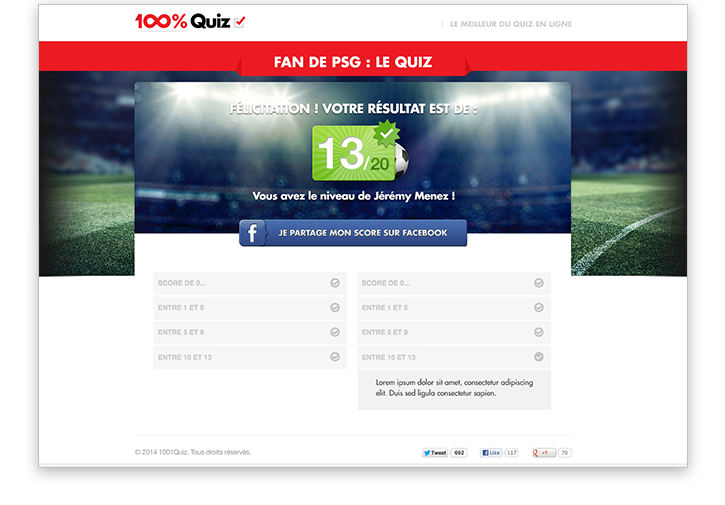 100% Quiz
LE MEILLEUR DU QUIZ EN LIGNE
FAN DE PSG : LE QUIZ
FÉLICITATION ! VOTRE RÉSULTAT EST DE :
13/20
Vous avez le niveau de Jérémy Menez !
f JE PARTAGE MON SCORE SUR FACEBOOK
SCORE DE 0...
ENTRE 1 ET 5
ENTRE 5 ET 9
ENTRE 10 ET 13
SCORE DE 0...
ENTRE 1 ET 5
ENTRE 5 ET 9
ENTRE 10 ET 13
Lorem ipsum dolor sit amet, consectetur adipiscing
elit. Duis sed ligula consectetur sapien.
© 2014 1001Quiz. Tous droits réservés.
Tweet 692 Like 117 +1 70